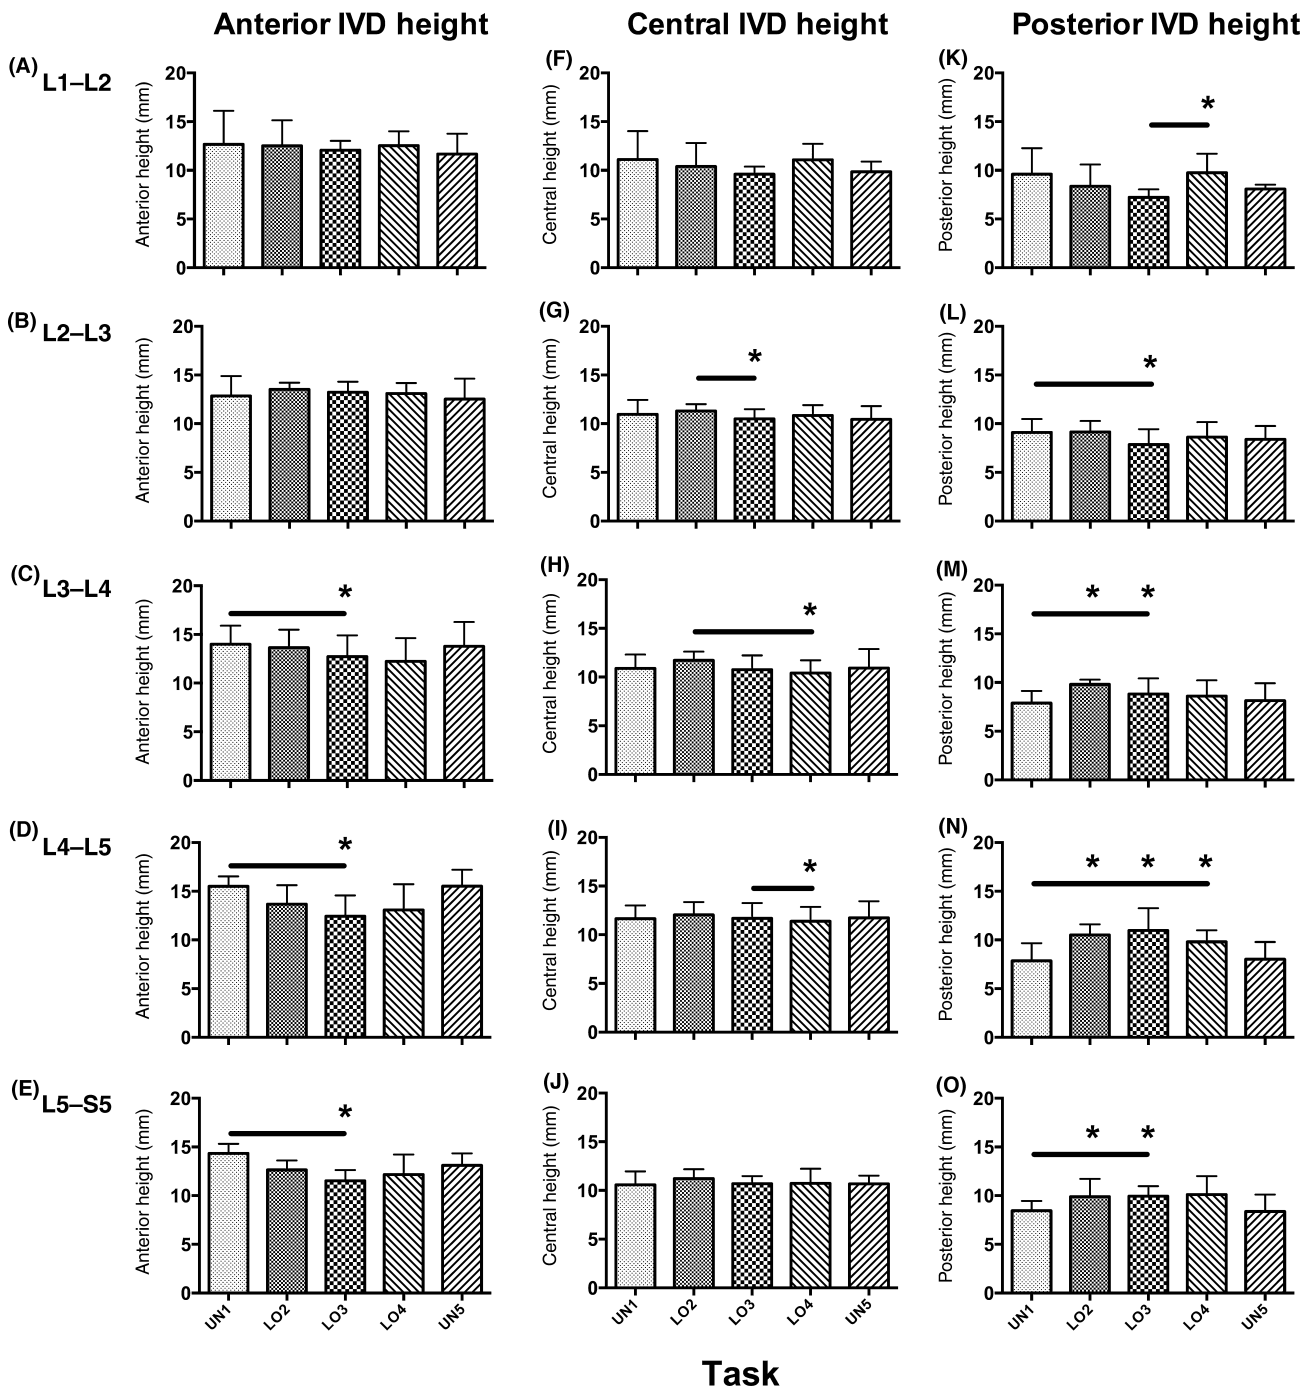 Anterior IVD height Central IVD height Posterior IVD height
(A) L1–L2
Anterior height (mm)
20
15
10
5
0
(F)
Central height (mm)
20
15
10
5
0
(K)
Posterior height (mm)
20
15
10
5
0
*
(B) L2–L3
Anterior height (mm)
20
15
10
5
0
(G)
Central height (mm)
20
15
10
5
0
*
(L)
Posterior height (mm)
20
15
10
5
0
*
(C) L3–L4
Anterior height (mm)
20
15
10
5
0
*
(H)
Central height (mm)
20
15
10
5
0
*
(M)
Posterior height (mm)
20
15
10
5
0
* *
(D) L4–L5
Anterior height (mm)
20
15
10
5
0
*
(I)
Central height (mm)
20
15
10
5
0
*
(N)
Posterior height (mm)
20
15
10
5
0
* * *
(E) L5–S5
Anterior height (mm)
20
15
10
5
0
*
UN1 LO2 LO3 LO4 UN5
(J)
Central height (mm)
20
15
10
5
0
UN1 LO2 LO3 LO4 UN5
(O)
Posterior height (mm)
20
15
10
5
0
* *
UN1 LO2 LO3 LO4 UN5
Task